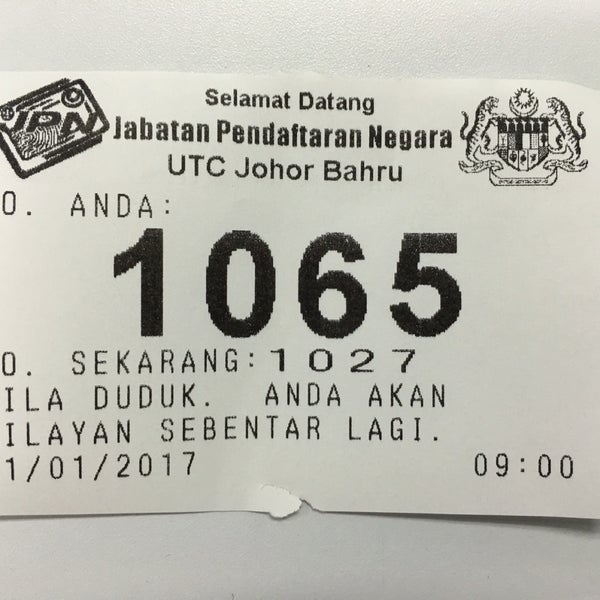 Selamat Datang
JPN
Jabatan Pendaftaran Negara
UTC Johor Bahru
O. ANDA:
1065
O. SEKARANG:1027
ILA DUDUK. ANDA AKAN
ILAYAN SEBENTAR LAGI.
1/01/2017 09:00